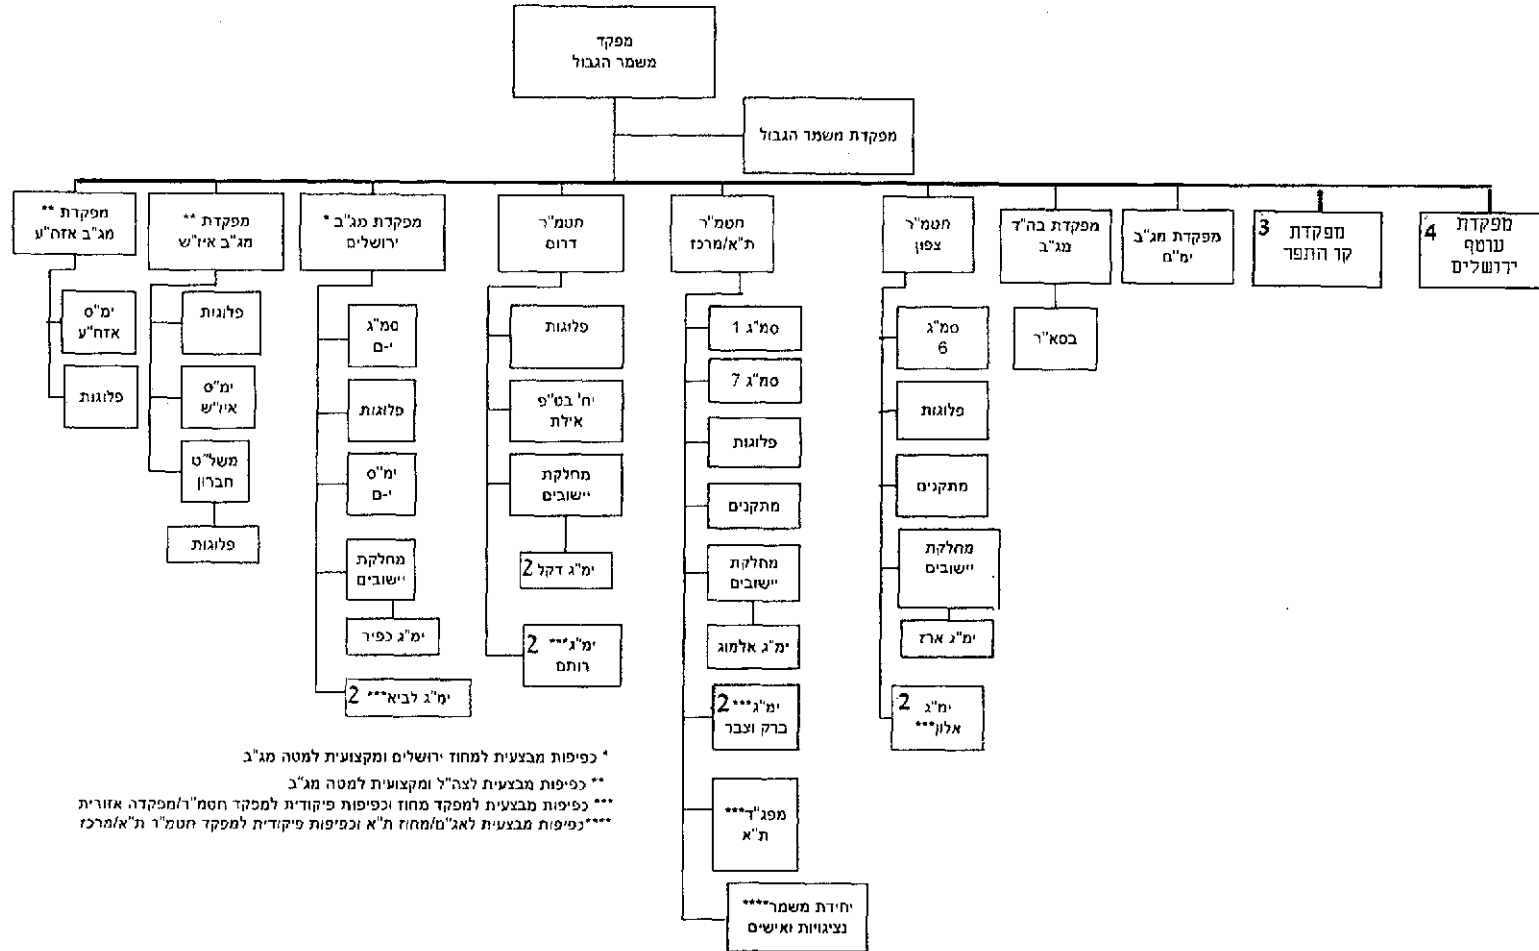 מפקד
משמר הגבול
מפקדת משמר הגבול
4 מפקדת
עוטף
ירושלים
3 מפקדת
קו התפר
מפקדת מג"ב
ימ"מ
מפקדת בה"ד
מג"ב
בסא"ר
חטמ"ר
צפון
סמ"ג
6
פלוגות
מתקנים
מחלקת
יישובים
ימ"ג ארז
2 ימ"ג
אלון***
חטמ"ר
ת"א/מרכז
סמ"ג 1
סמ"ג 7
פלוגות
מתקנים
מחלקת
יישובים
ימ"ג אלמוג
2 ימ"ג***
ברק וצבר
מפג"ד***
ת"א
יחידת משמר****
נציגויות ואישים
חטמ"ר
דרום
פלוגות
יח' בט"פ
אילת
מחלקת
יישובים
ימ"ג דקל 2
2 ימ"ג***
רותם
מפקדת מג"ב *
ירושלים
סמ"ג
י-ם
פלוגות
ימ"ס
י-ם
מחלקת
יישובים
ימ"ג כפיר
ימ"ג לביא*** 2
מפקדת **
מג"ב איו"ש
פלוגות
ימ"ס
איו"ש
משל"ט
חברון
פלוגות
מפקדת **
מג"ב אזח"ע
ימ"ס
אזח"ע
פלוגות
* כפיפות מבצעית למחוז ירושלים ומקצועית למטה מג"ב
** כפיפות מבצעית לצה"ל ומקצועית למטה מג"ב
*** כפיפות מבצעית למפקד מחוז וכפיפות פיקודית למפקד חטמ"ר/מפקדה אזורית
****כפיפות מבצעית לאג"ם/מחוז ת"א וכפיפות פיקודית למפקד חטמ"ר ת"א/מרכז